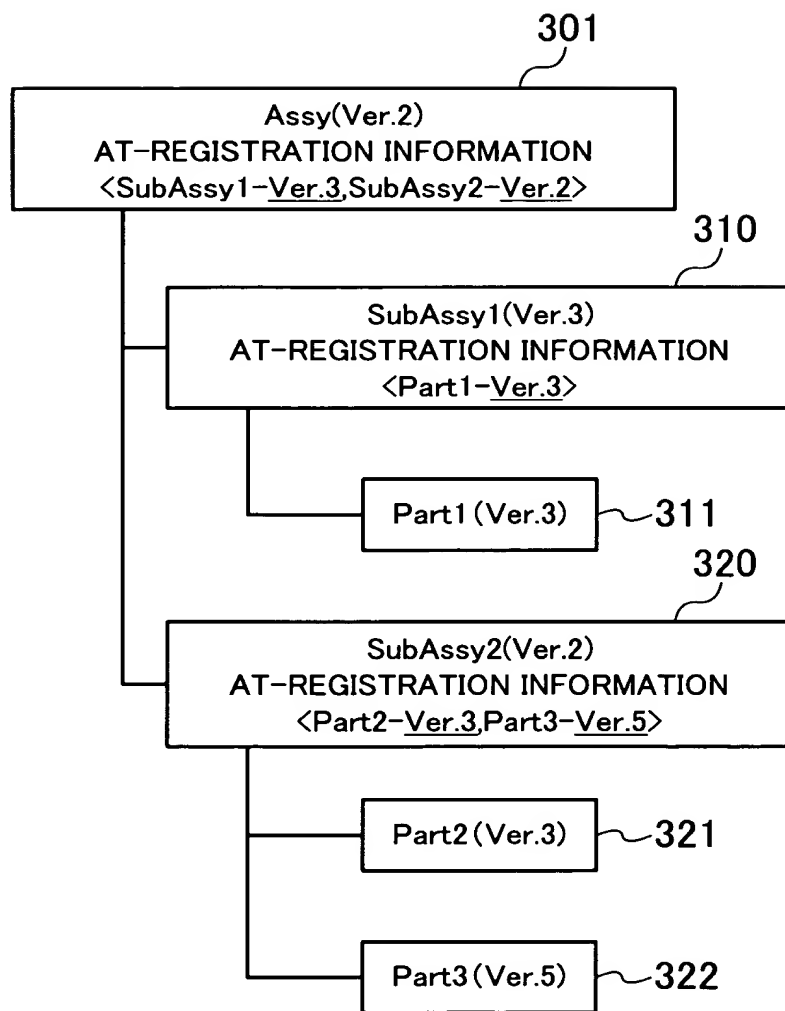 301
Assy(Ver.2)
AT-REGISTRATION INFORMATION
<SubAssy1-Ver.3,SubAssy2-Ver.2>
310
SubAssy1(Ver.3)
AT-REGISTRATION INFORMATION
<Part1-Ver.3>
Part1(Ver.3)
311
320
SubAssy2(Ver.2)
AT-REGISTRATION INFORMATION
<Part2-Ver.3,Part3-Ver.5>
Part2(Ver.3)
321
Part3(Ver.5)
322